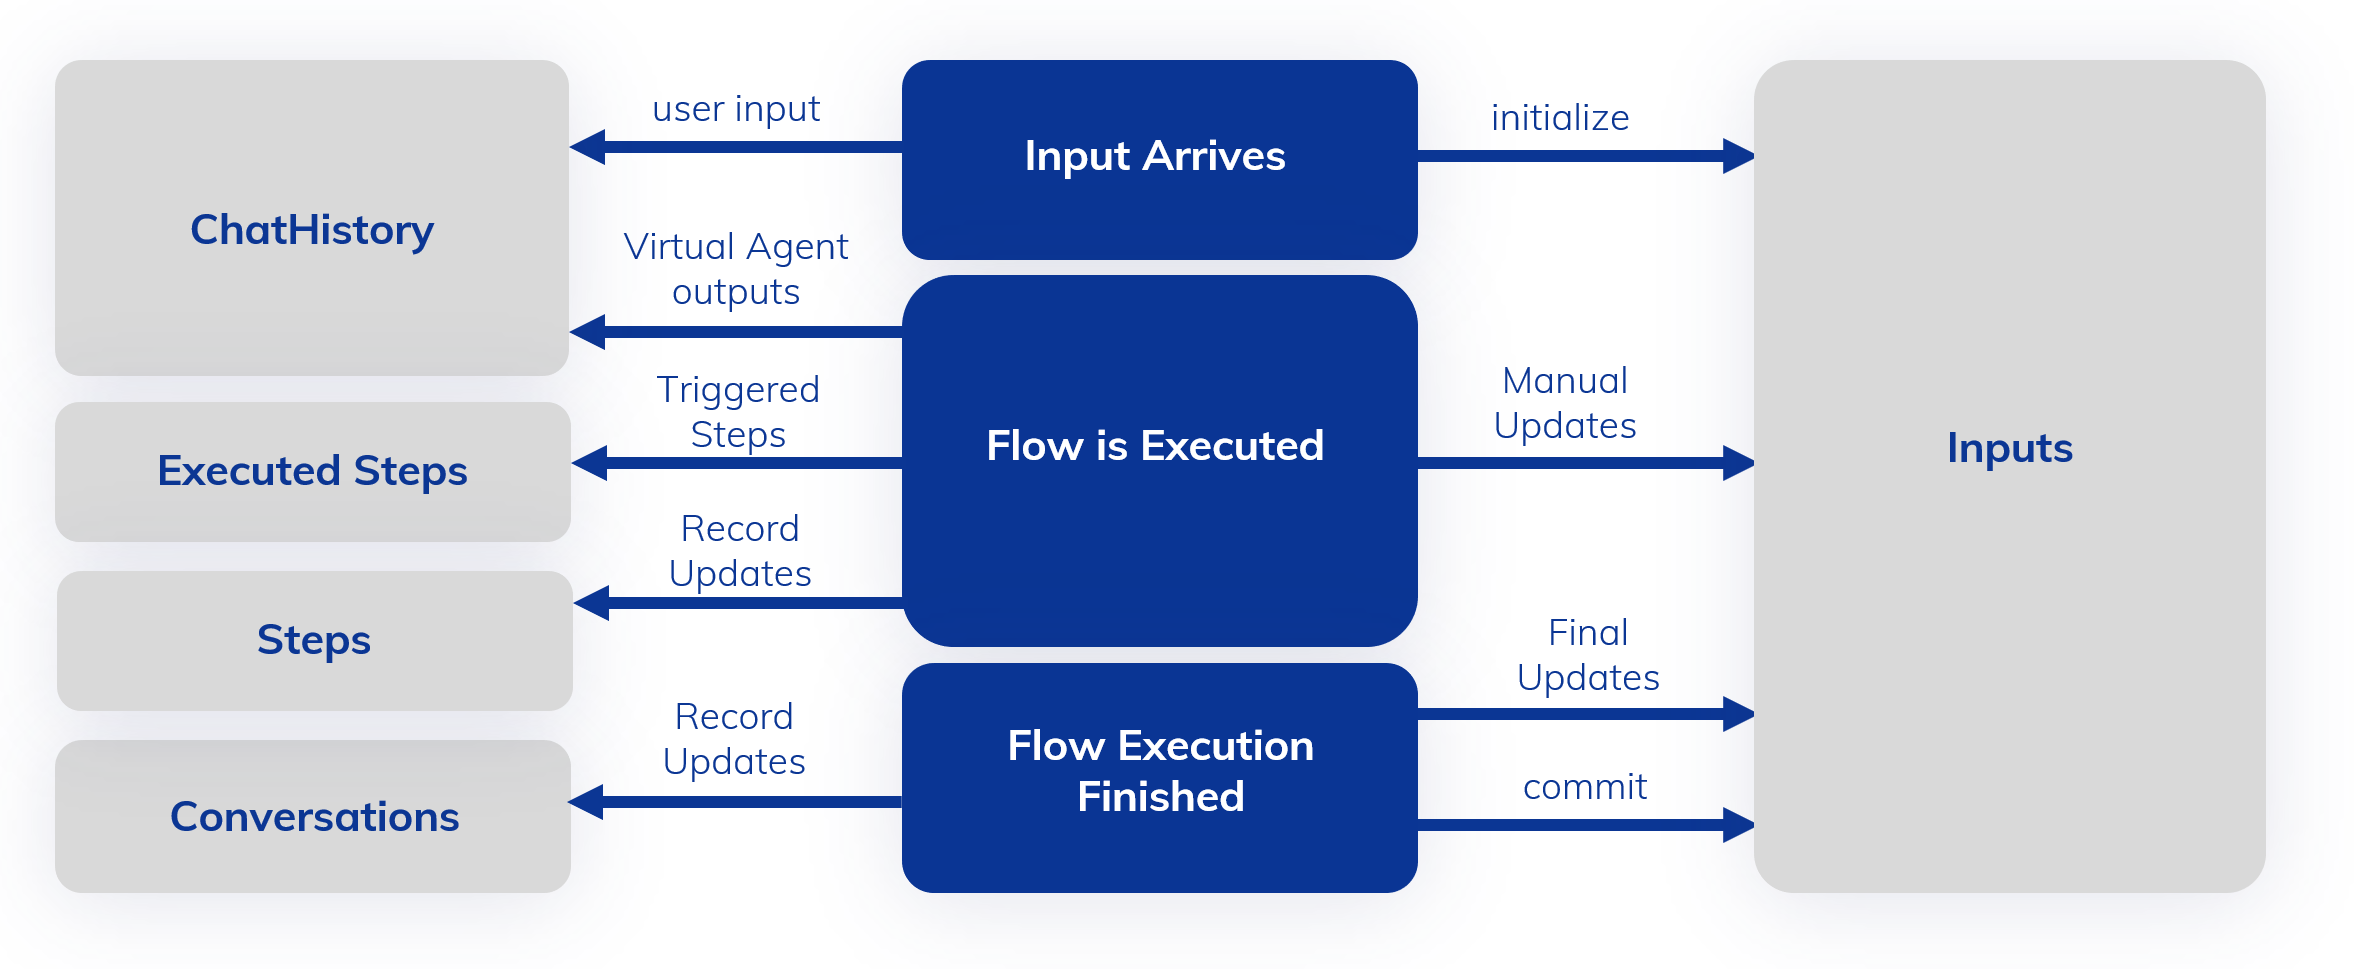 user input
Input Arrives
initialize
ChatHistory
Virtual Agent
outputs
Triggered
Steps
Flow is Executed
Manual
Updates
Inputs
Executed Steps
Record
Updates
Steps
Final
Updates
Record
Updates
Flow Execution
Finished
commit
Conversations